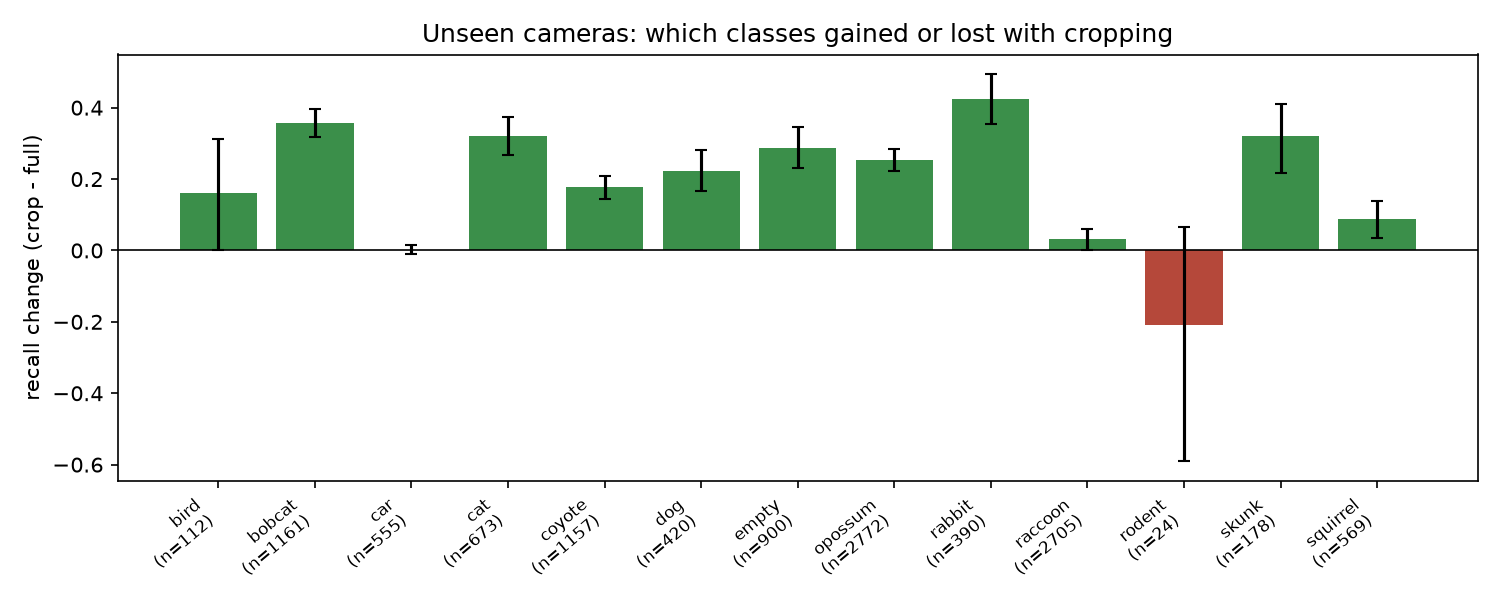 Unseen cameras: which classes gained or lost with cropping
recall change (crop - full)
0.4
0.2
0.0
−0.2
−0.4
−0.6
bird
(n=112)
bobcat
(n=1161)
car
(n=555)
cat
(n=673)
coyote
(n=1157)
dog
(n=420)
empty
(n=900)
opossum
(n=2772)
rabbit
(n=390)
raccoon
(n=2705)
rodent
(n=24)
skunk
(n=178)
squirrel
(n=569)